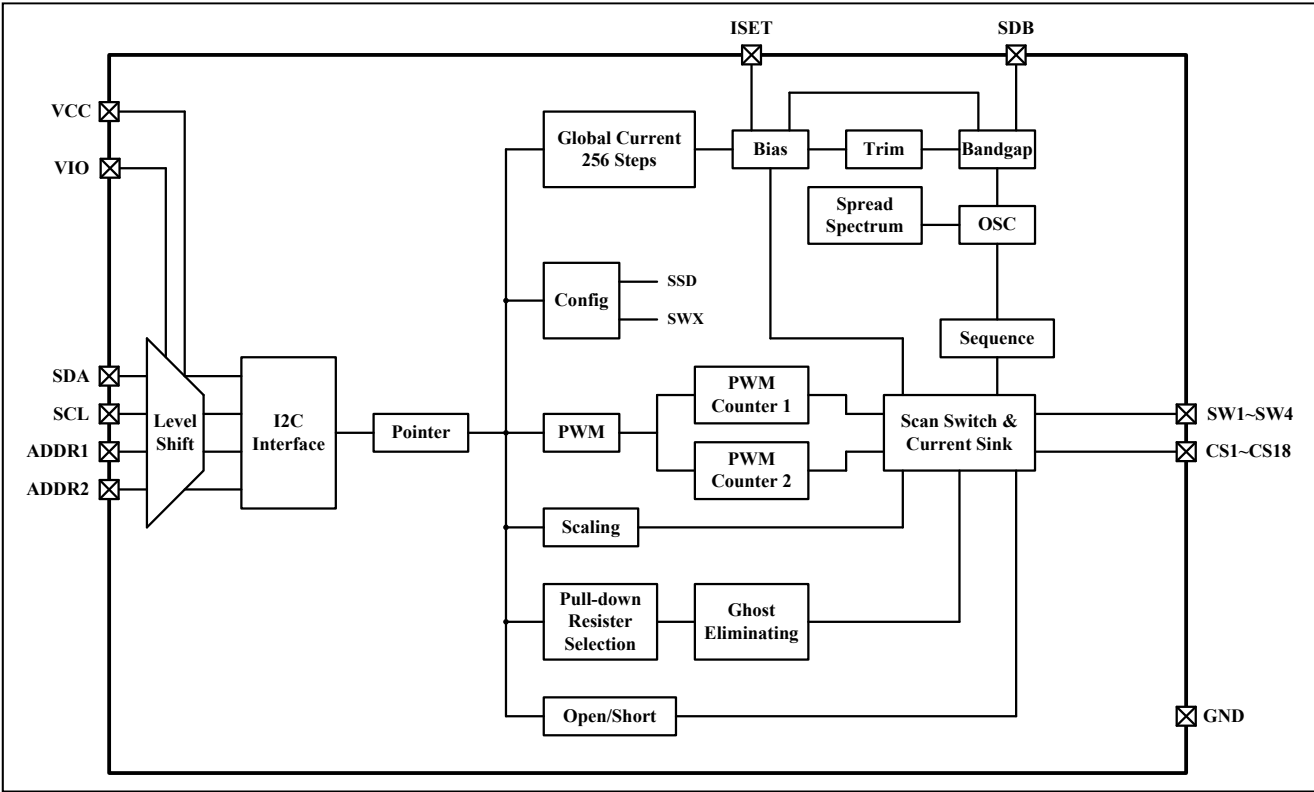 ISET
SDB
VCC
VIO
Global Current
256 Steps
Bias
Trim
Bandgap
Spread
Spectrum
OSC
Config
SSD
SWX
Sequence
SDA
SCL
ADDR1
ADDR2
Level
Shift
I2C
Interface
Pointer
PWM
PWM
Counter 1
PWM
Counter 2
Scan Switch &
Current Sink
SW1~SW4
CS1~CS18
Scaling
Pull-down
Resister
Selection
Ghost
Eliminating
Open/Short
GND